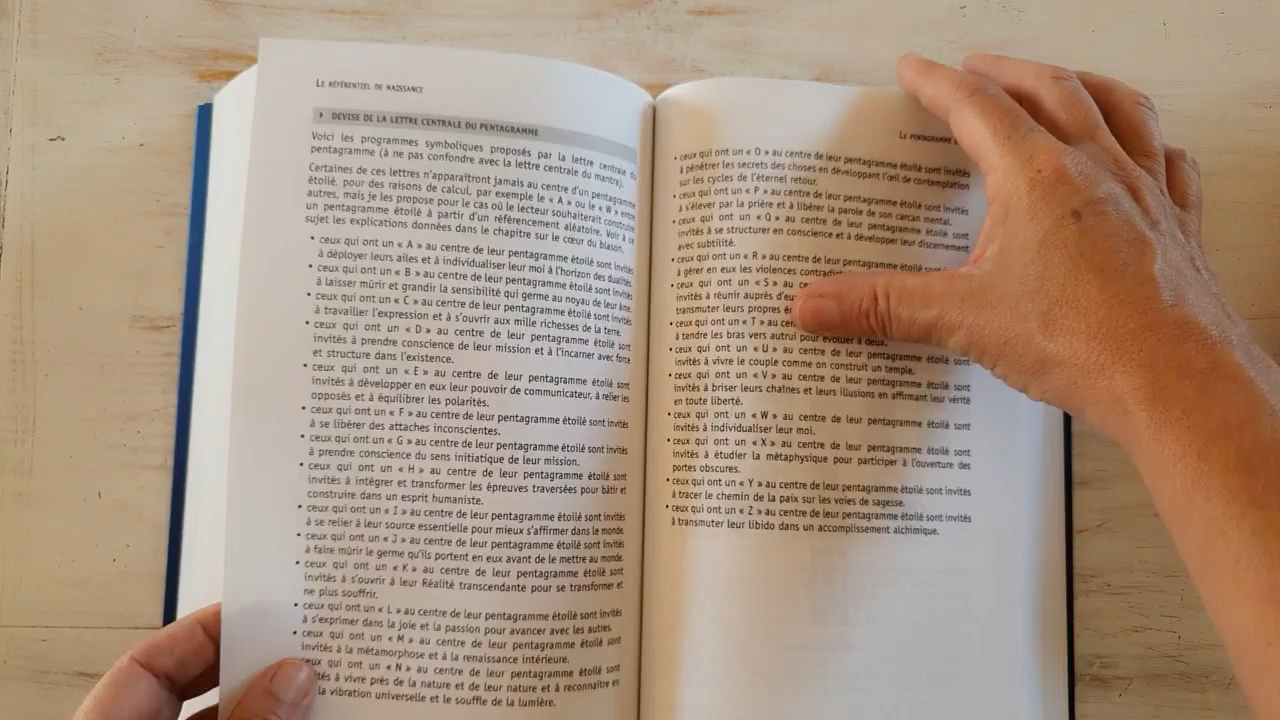 LE RÉFÉRENTIEL DE NAISSANCE
DEVISE DE LA LETTRE CENTRALE DU PENTAGRAMME
Voici les programmes symboliques proposés par la lettre centrale du
pentagramme (à ne pas confondre avec la lettre centrale du mantra).
Certaines de ces lettres n'apparaîtront jamais au centre d'un pentagramme
étoilé, pour des raisons de calcul, par exemple le « A » ou le « W » entre
autres, mais je les propose pour le cas où le lecteur souhaiterait construire
un pentagramme étoilé à partir d'un référencement aléatoire. Voir à ce
sujet les explications données dans le chapitre sur le cœur du blason.
• ceux qui ont un « A » au centre de leur pentagramme étoilé sont invités
à déployer leurs ailes et à individualiser leur moi à l'horizon des dualités.
• ceux qui ont un « B » au centre de leur pentagramme étoilé sont invités
à laisser mûrir et grandir la sensibilité qui germe au noyau de leur âme.
• ceux qui ont un « C » au centre de leur pentagramme étoilé sont invités
à travailler l'expression et à s'ouvrir aux mille richesses de la terre.
• ceux qui ont un « D » au centre de leur pentagramme étoilé sont
invités à prendre conscience de leur mission et à l'incarner avec force
et structure dans l'existence.
• ceux qui ont un « E » au centre de leur pentagramme étoilé sont
invités à développer en eux leur pouvoir de communicateur, à relier les
opposés et à équilibrer les polarités.
• ceux qui ont un « F » au centre de leur pentagramme étoilé sont invités
à se libérer des attaches inconscientes.
• ceux qui ont un « G » au centre de leur pentagramme étoilé sont invités
à prendre conscience du sens initiatique de leur mission.
• ceux qui ont un « H » au centre de leur pentagramme étoilé sont
invités à intégrer et transformer les épreuves traversées pour bâtir et
construire dans un esprit humaniste.
• ceux qui ont un « I » au centre de leur pentagramme étoilé sont invités
à se relier à leur source essentielle pour mieux s'affirmer dans le monde.
• ceux qui ont un « J » au centre de leur pentagramme étoilé sont invités
à faire mûrir le germe qu'ils portent en eux avant de le mettre au monde.
• ceux qui ont un « K » au centre de leur pentagramme étoilé sont
invités à s'ouvrir à leur Réalité transcendante pour se transformer et
ne plus souffrir.
• ceux qui ont un « L » au centre de leur pentagramme étoilé sont invités
à s'exprimer dans la joie et la passion pour avancer avec les autres.
• ceux qui ont un « M » au centre de leur pentagramme étoilé sont
invités à la métamorphose et à la renaissance intérieure.
ceux qui ont un « N » au centre de leur pentagramme étoilé sont
à vivre près de la nature et de leur nature et à reconnaître en
la vibration universelle et le souffle de la lumière.
LE PENTAGRAMME
• ceux qui ont un « O » au centre de leur pentagramme étoilé sont invités
à pénétrer les secrets des choses en développant l'œil de contemplation
sur les cycles de l'éternel retour.
• ceux qui ont un « P » au centre de leur pentagramme étoilé sont invités
à s'élever par la prière et à libérer la parole de son carcan mental.
• ceux qui ont un « Q » au centre de leur pentagramme étoilé sont
invités à se structurer en conscience et à développer leur discernement
avec subtilité.
• ceux qui ont un « R » au centre de leur pentagramme étoilé sont
à gérer en eux les violences
• ceux qui ont un « S » au
invités à réunir auprès
transmuter leurs propres
• ceux qui ont un « T » au
à tendre les bras vers autrui pour évoluer à deux.
• ceux qui ont un « U » au centre de leur pentagramme étoilé sont
invités à vivre le couple comme on construit un temple.
• ceux qui ont un « V » au centre de leur pentagramme étoilé sont
invités à briser leurs chaînes et leurs illusions en affirmant leur vérité
en toute liberté.
• ceux qui ont un « W » au centre de leur pentagramme étoilé sont
invités à individualiser leur moi.
• ceux qui ont un « X » au centre de leur pentagramme étoilé sont
invités à étudier la métaphysique pour participer à l'ouverture des
portes obscures.
• ceux qui ont un « Y » au centre de leur pentagramme étoilé sont invités
à tracer le chemin de la paix sur les voies de sagesse.
• ceux qui ont un « Z » au centre de leur pentagramme étoilé sont invités
à transmuter leur libido dans un accomplissement alchimique.